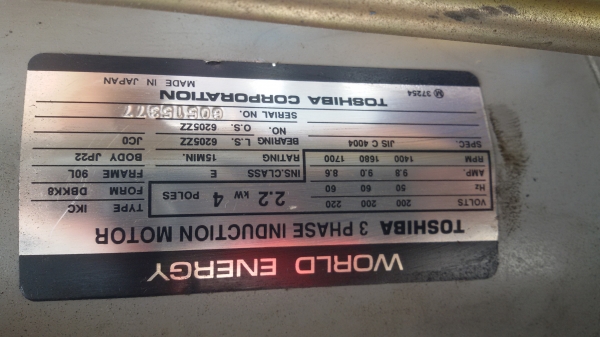 WORLD ENERGY
TOSHIBA 3 PHASE INDUCTION MOTOR
TYPE IKC 2.2 kW 4 POLES VOLTS 200 200 220
FORM DBKK8 Hz 50 60 60
FRAME 90L INS.CLASS E AMP. 9.8 9.0 8.6
BODY JP22 RATING 15MIN. RPM 1400 1680 1700
JC0 SPEC JIS C 4004
BEARING L.S. 6205ZZ
NO. O.S. 6205ZZ
SERIAL NO.
TOSHIBA CORPORATION
MADE IN JAPAN
37254